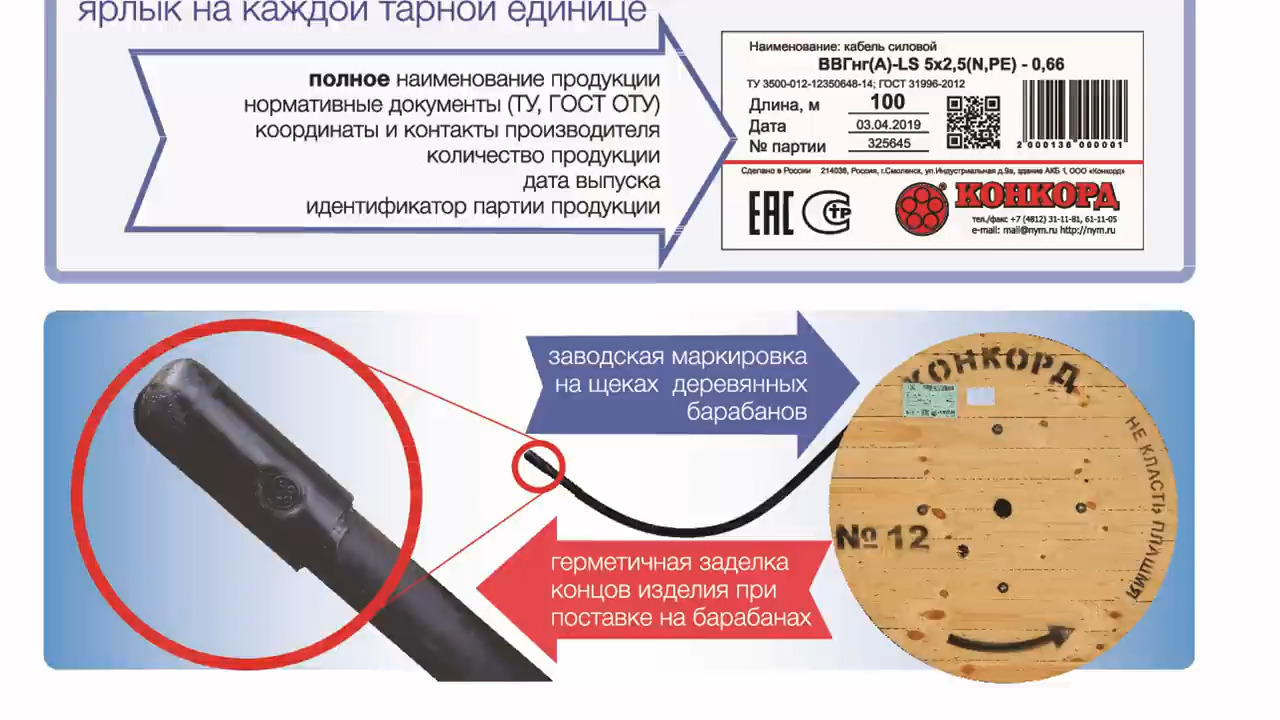 ярлык на каждой тарной единице
полное наименование продукции
нормативные документы (ТУ, ГОСТ ОТУ)
координаты и контакты производителя
количество продукции
дата выпуска
идентификатор партии продукции
Наименование: кабель силовой
ВВГнг(А)-LS 5х2,5(N,PE) - 0,66
ТУ 3500-012-12350648-14; ГОСТ 31996-2012
Длина, м 100
Дата 03.04.2019
№ партии 325645
2 000136 000001
Сделано в России 214036, Россия, г.Смоленск, ул.Индустриальная д.9а, здание АКБ 1, ООО «Конкорд»
ЕАС
СТР
КОНКОРД
тел./факс +7 (4812) 31-11-81, 61-11-05
e-mail: mail@nym.ru http://nym.ru
заводская маркировка
на щеках деревянных
барабанов
КОНКОРД
НЕ КЛАСТЬ ПЛАШМЯ
№ 12
герметичная заделка
концов изделия при
поставке на барабанах